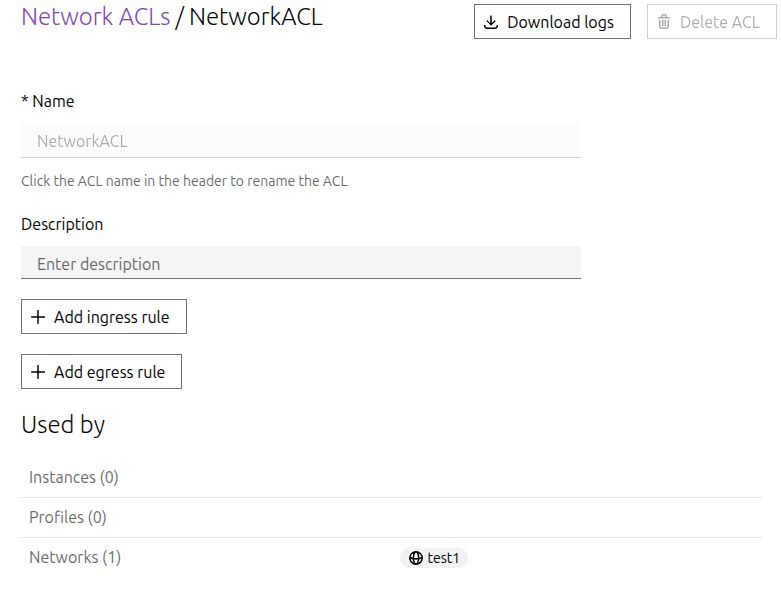 Network ACLs / NetworkACL
Download logs
Delete ACL
* Name
NetworkACL
Click the ACL name in the header to rename the ACL
Description
Enter description
Add ingress rule
Add egress rule
Used by
Instances (0)
Profiles (0)
Networks (1) test1